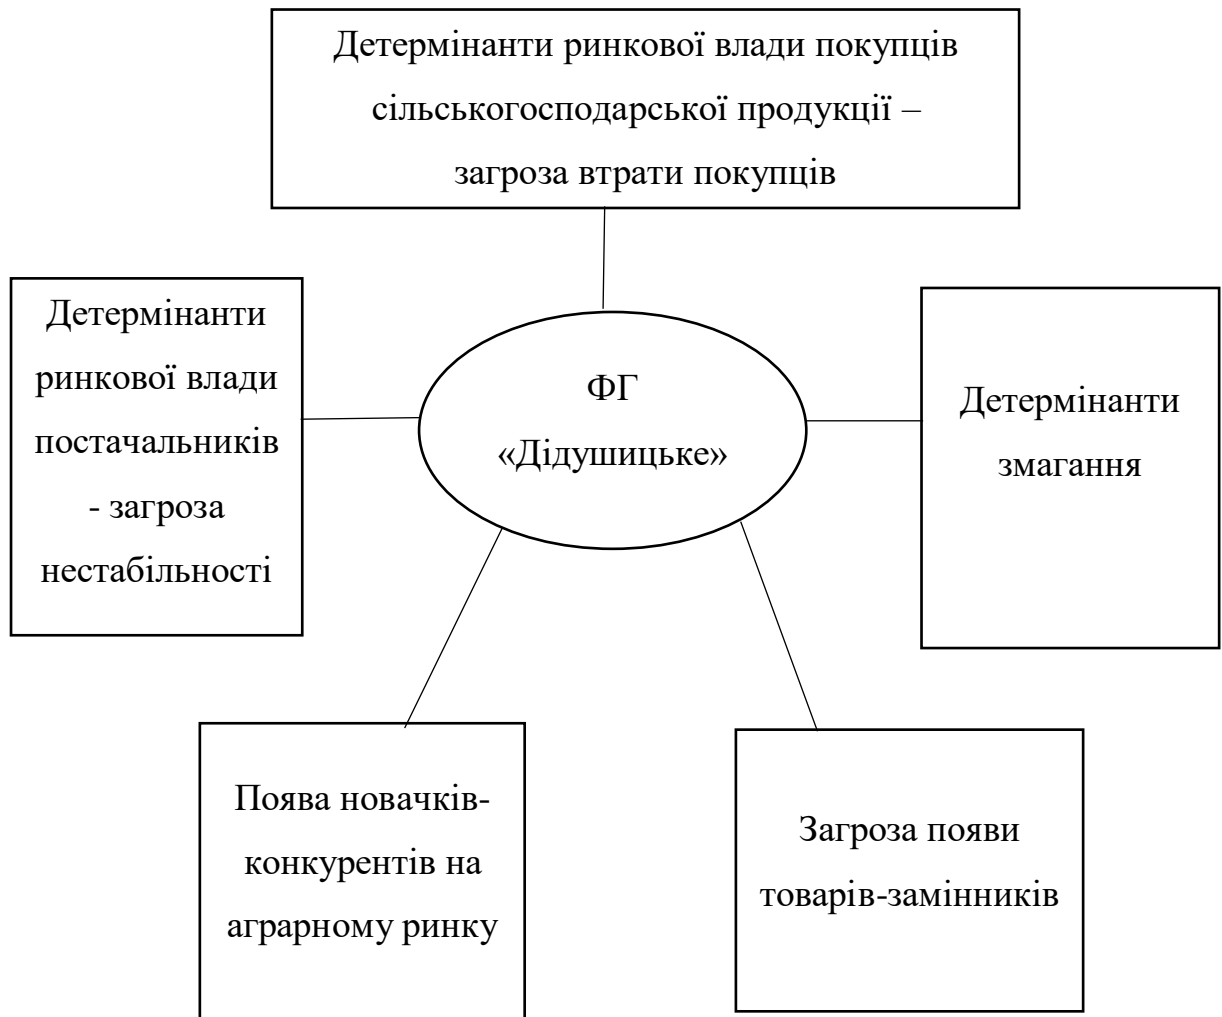 Детермінанти ринкової влади покупців
сільськогосподарської продукції –
загроза втрати покупців
Детермінанти
ринкової влади
постачальників
- загроза
нестабільності
ФГ
«Дідушицьке»
Детермінанти
змагання
Поява новачків-
конкурентів на
аграрному ринку
Загроза появи
товарів-замінників